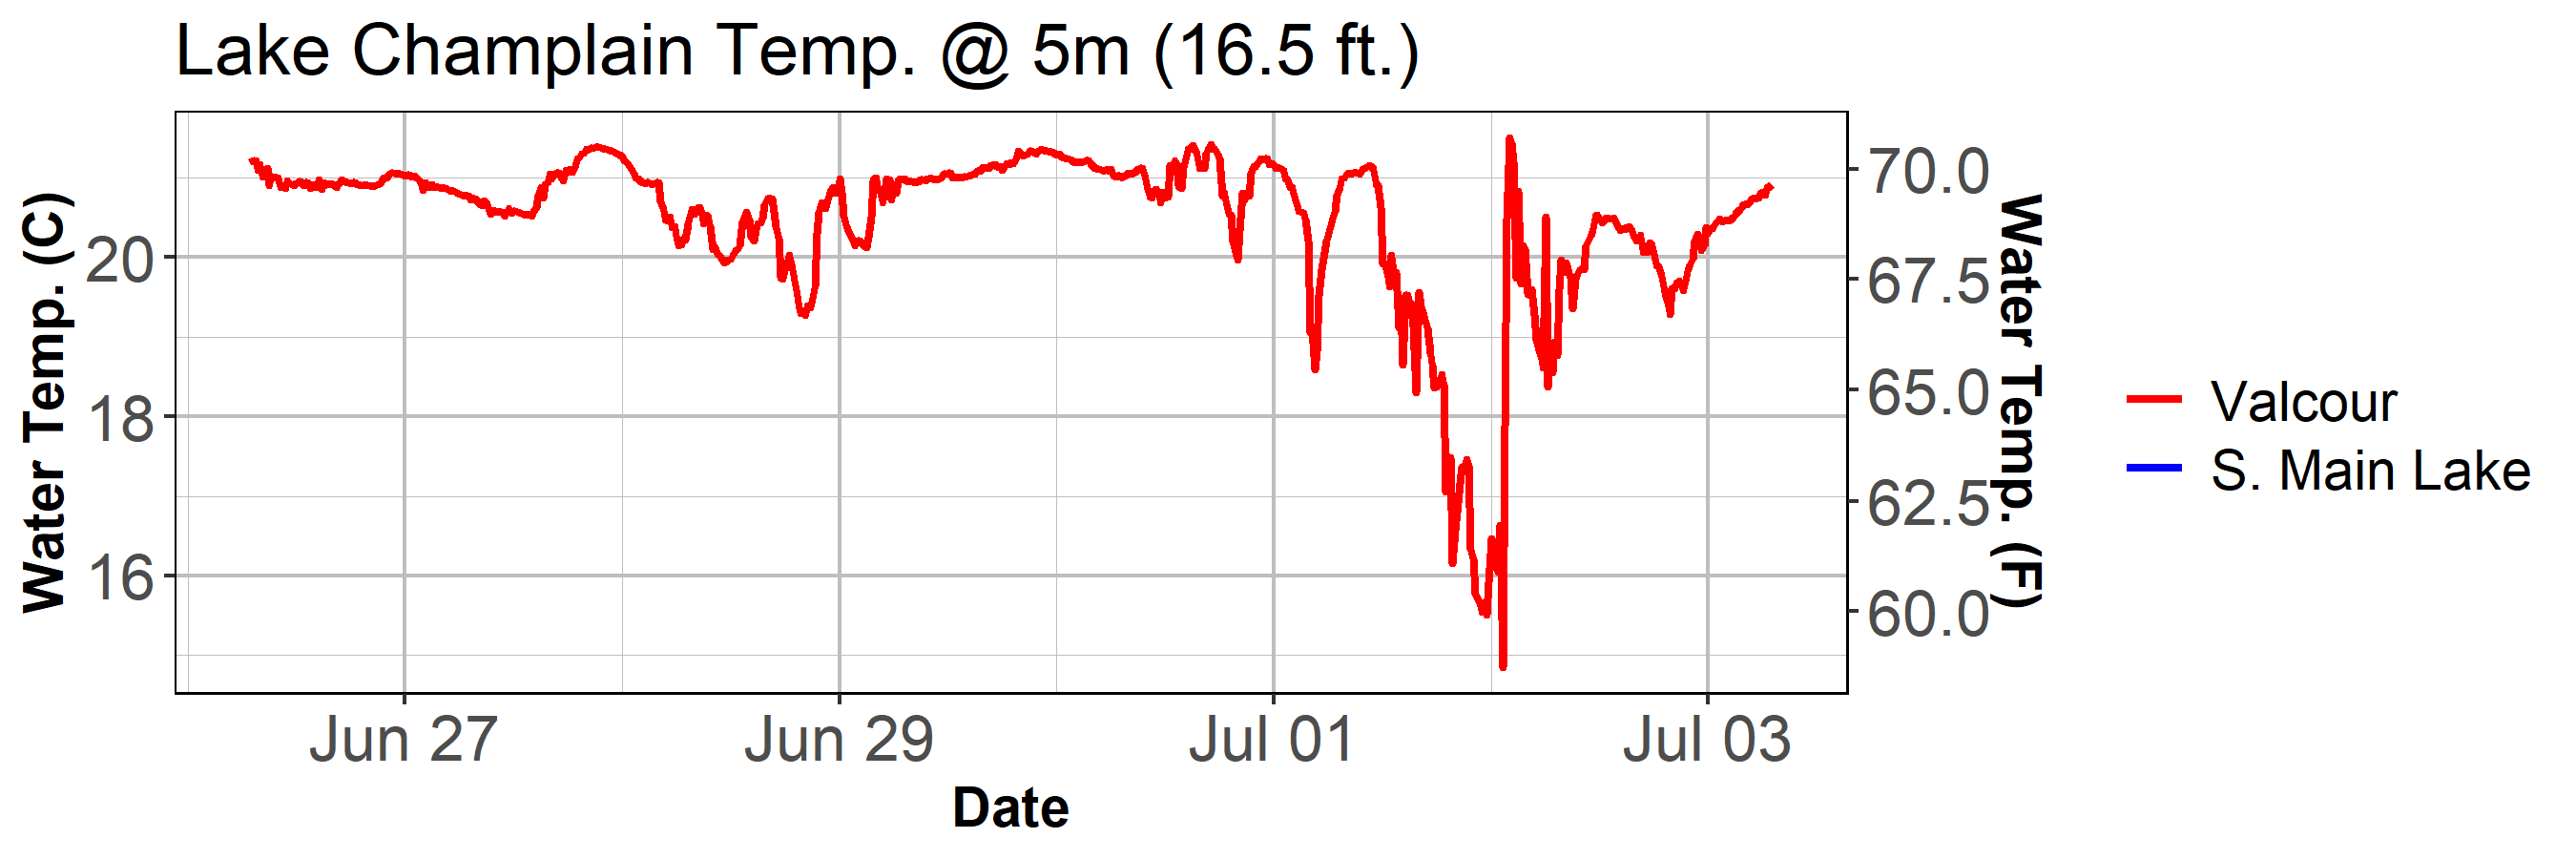 Lake Champlain Temp. @ 5m (16.5 ft.)
Water Temp. (C)
20
18
16
70.0
67.5
65.0
62.5
60.0
Water Temp. (F)
Valcour
S. Main Lake
Jun 27
Jun 29
Jul 01
Jul 03
Date